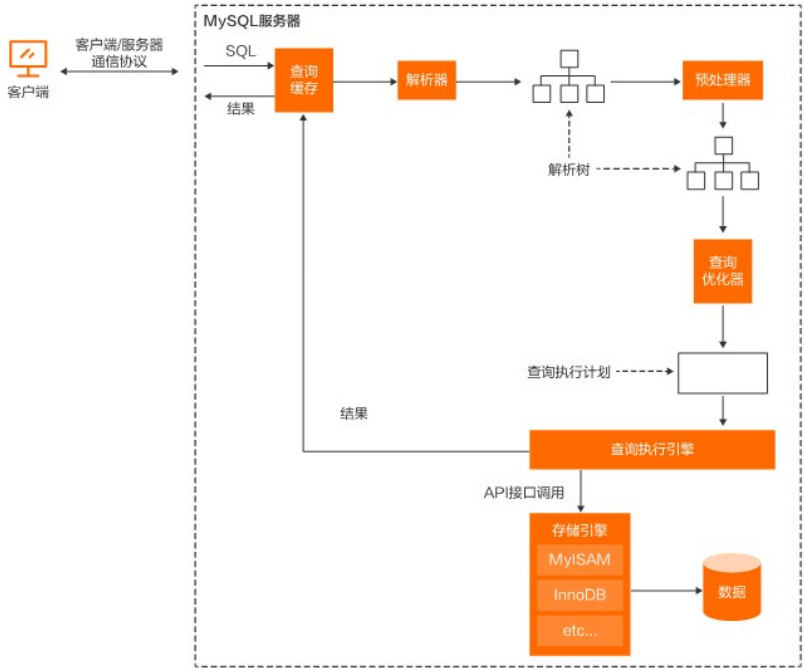 MySQL服务器
客户端/服务器
通信协议
客户端
SQL
结果
查询
缓存
解析器
预处理器
解析树
查询
优化器
查询执行计划
结果
查询执行引擎
API接口调用
存储引擎
MyISAM
InnoDB
etc...
数据